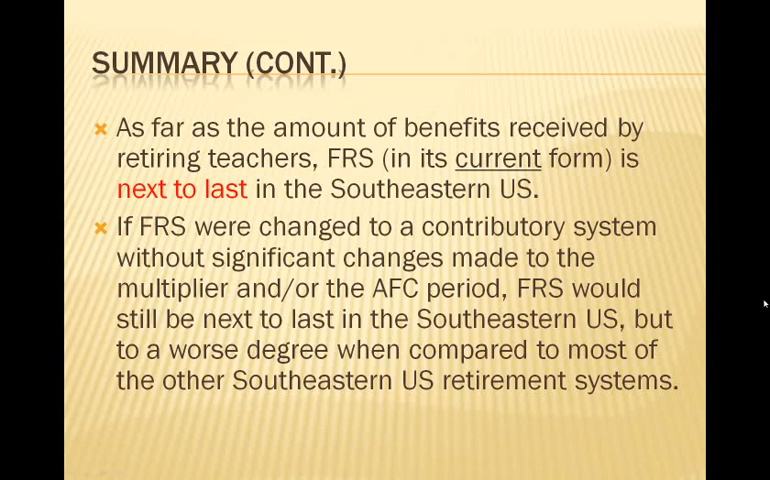 SUMMARY (CONT.)
As far as the amount of benefits received by
retiring teachers, FRS (in its current form) is
next to last in the Southeastern US.
If FRS were changed to a contributory system
without significant changes made to the
multiplier and/or the AFC period, FRS would
still be next to last in the Southeastern US, but
to a worse degree when compared to most of
the other Southeastern US retirement systems.